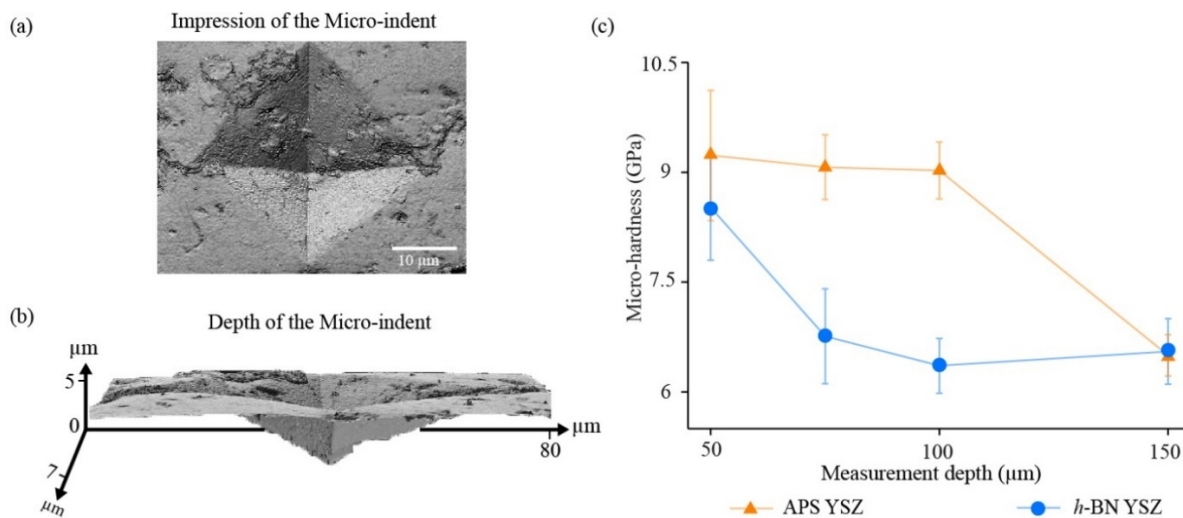 (a)
Impression of the Micro-indent
10 µm
(b)
Depth of the Micro-indent
µm
5
0
7
µm
80
µm
(c)
Micro-hardness (GPa)
10.5
9
7.5
6
50
100
150
Measurement depth (µm)
APS YSZ
h-BN YSZ